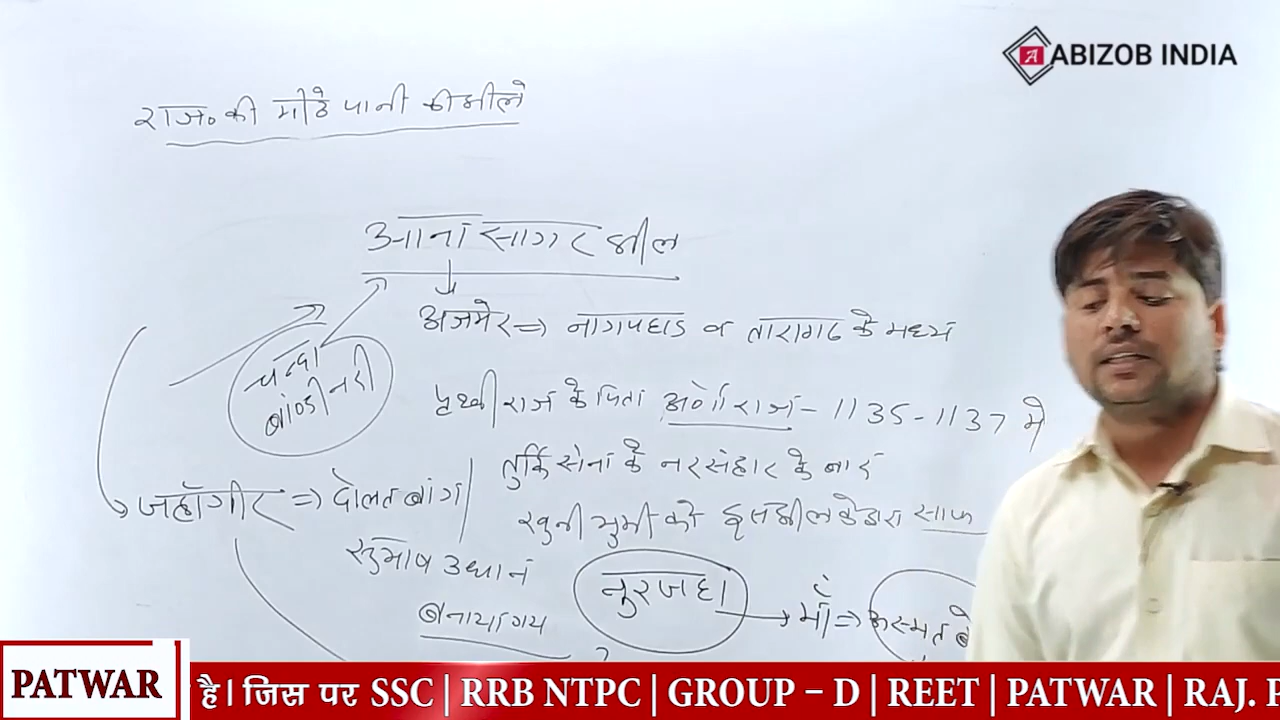 ABIZOB INDIA
राज० की मीठे पानी की झीले
आना सागर झील
अजमेर => नागपहाड व तारागढ के मध्य
चन्द्रा
बांडी नदी
पृथ्वीराज के पिता अर्णोराज - 1135-1137 मे
तुर्कि सेना के नरसंहार के बाद
खुनी भुमी को इस झील के द्वारा साफ
जहाँगीर => दोलत बाग /
सुभाष उधान
बनाया गय
नुरजहा → माँ => अस्मत बे
PATWAR
है। जिस पर SSC | RRB NTPC | GROUP – D | REET | PATWAR | RAJ.